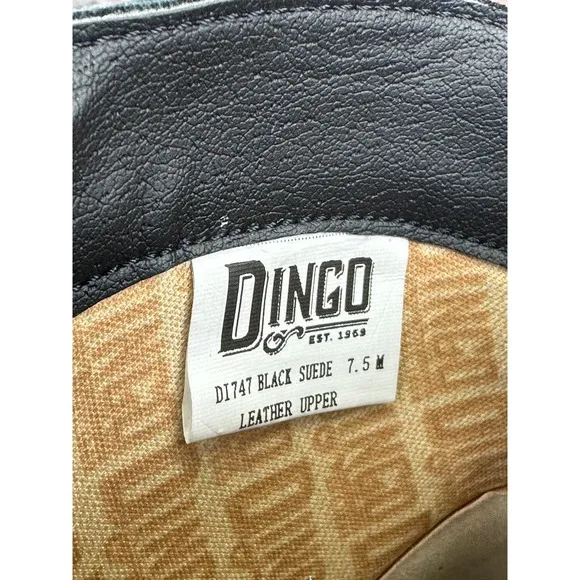 DINGO
EST. 1969
DI747 BLACK SUEDE 7.5 M
LEATHER UPPER